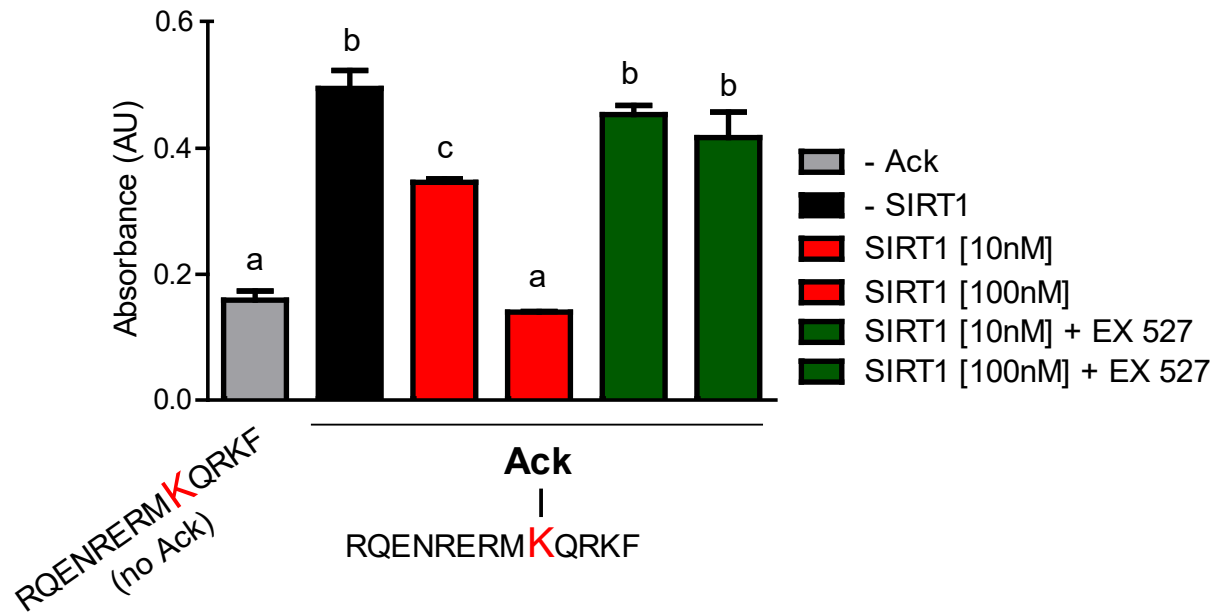 0.6
0.4
0.2
0.0
Absorbance (AU)
a
b
c
a
b
b
- Ack
- SIRT1
SIRT1 [10nM]
SIRT1 [100nM]
SIRT1 [10nM] + EX 527
SIRT1 [100nM] + EX 527
RQENRERMKQRKF
(no Ack)
Ack
RQENRERMKQRKF